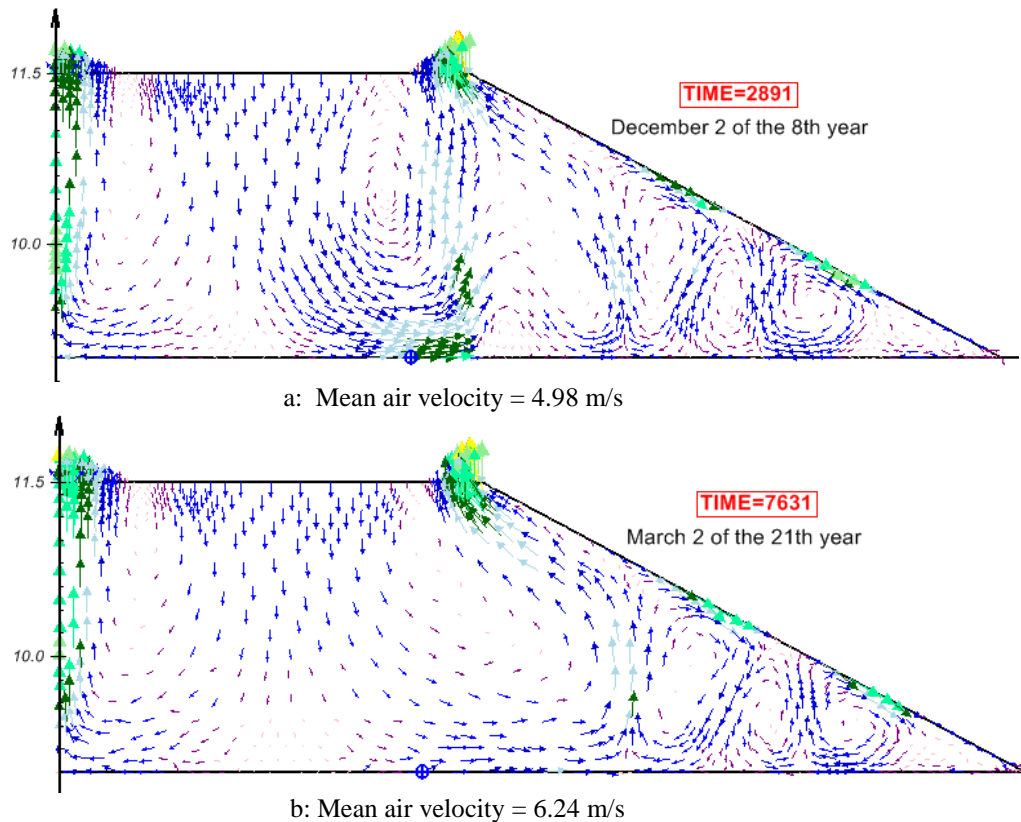 11.5
TIME=2891
December 2 of the 8th year
10.0
a: Mean air velocity = 4.98 m/s
11.5
TIME=7631
March 2 of the 21th year
10.0
b: Mean air velocity = 6.24 m/s